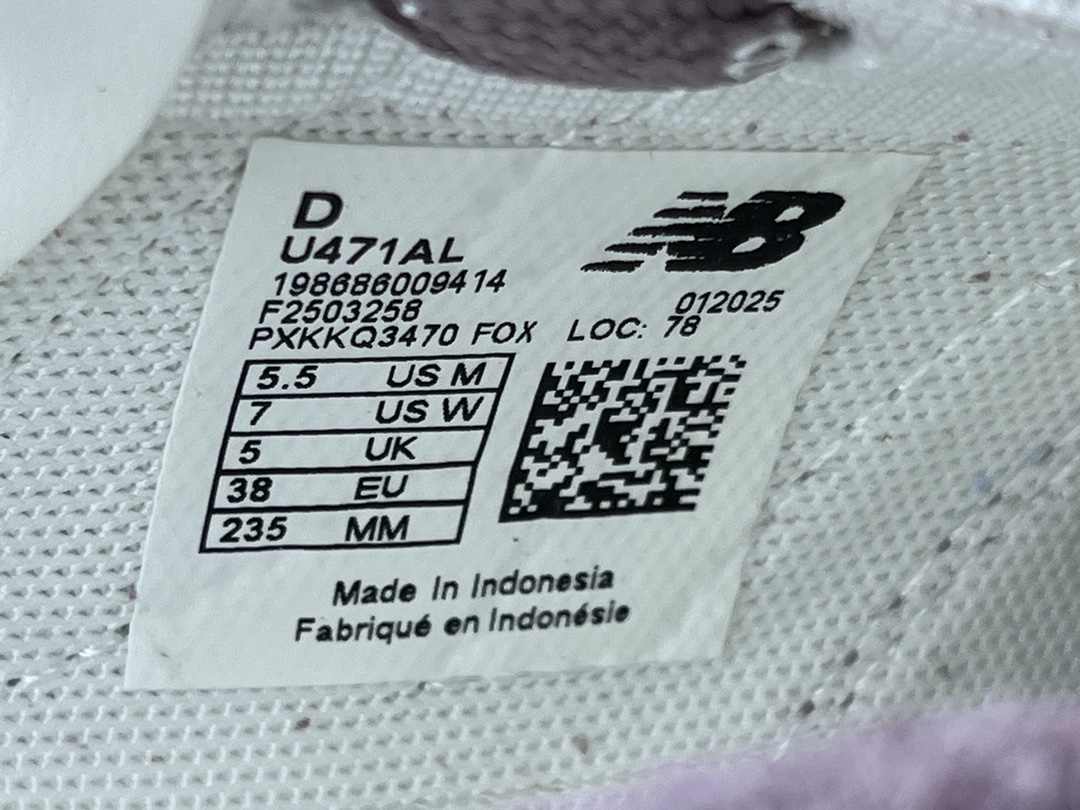 D
NB
U471AL
198686009414
F2503258
012025
PXKKQ3470 FOX LOC: 78
5.5 US M
7 US W
5 UK
38 EU
235 MM
Made In Indonesia
Fabriqué en Indonésie